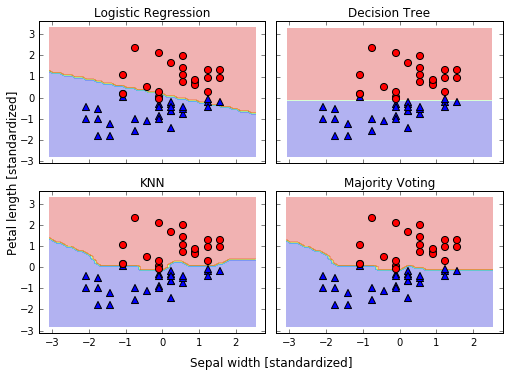 Logistic Regression
Decision Tree
3
2
1
0
−1
−2
−3
KNN
Majority Voting
3
2
1
0
−1
−2
−3
−3 −2 −1 0 1 2
−3 −2 −1 0 1 2
Petal length [standardized]
Sepal width [standardized]